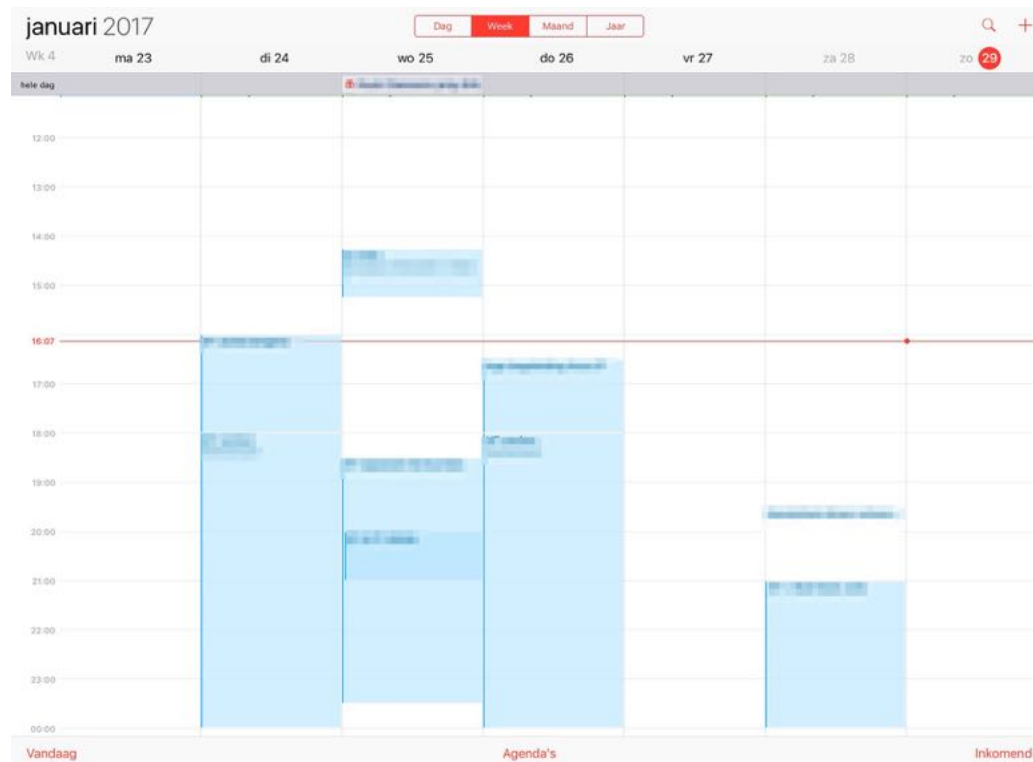 januari 2017
Dag Week Maand Jaar
Wk 4 ma 23 di 24 wo 25 do 26 vr 27 za 28 zo 29
hele dag
12:00
13:00
14:00
15:00
16:07
17:00
18:00
19:00
20:00
21:00
22:00
23:00
00:00
Vandaag Agenda's Inkomend